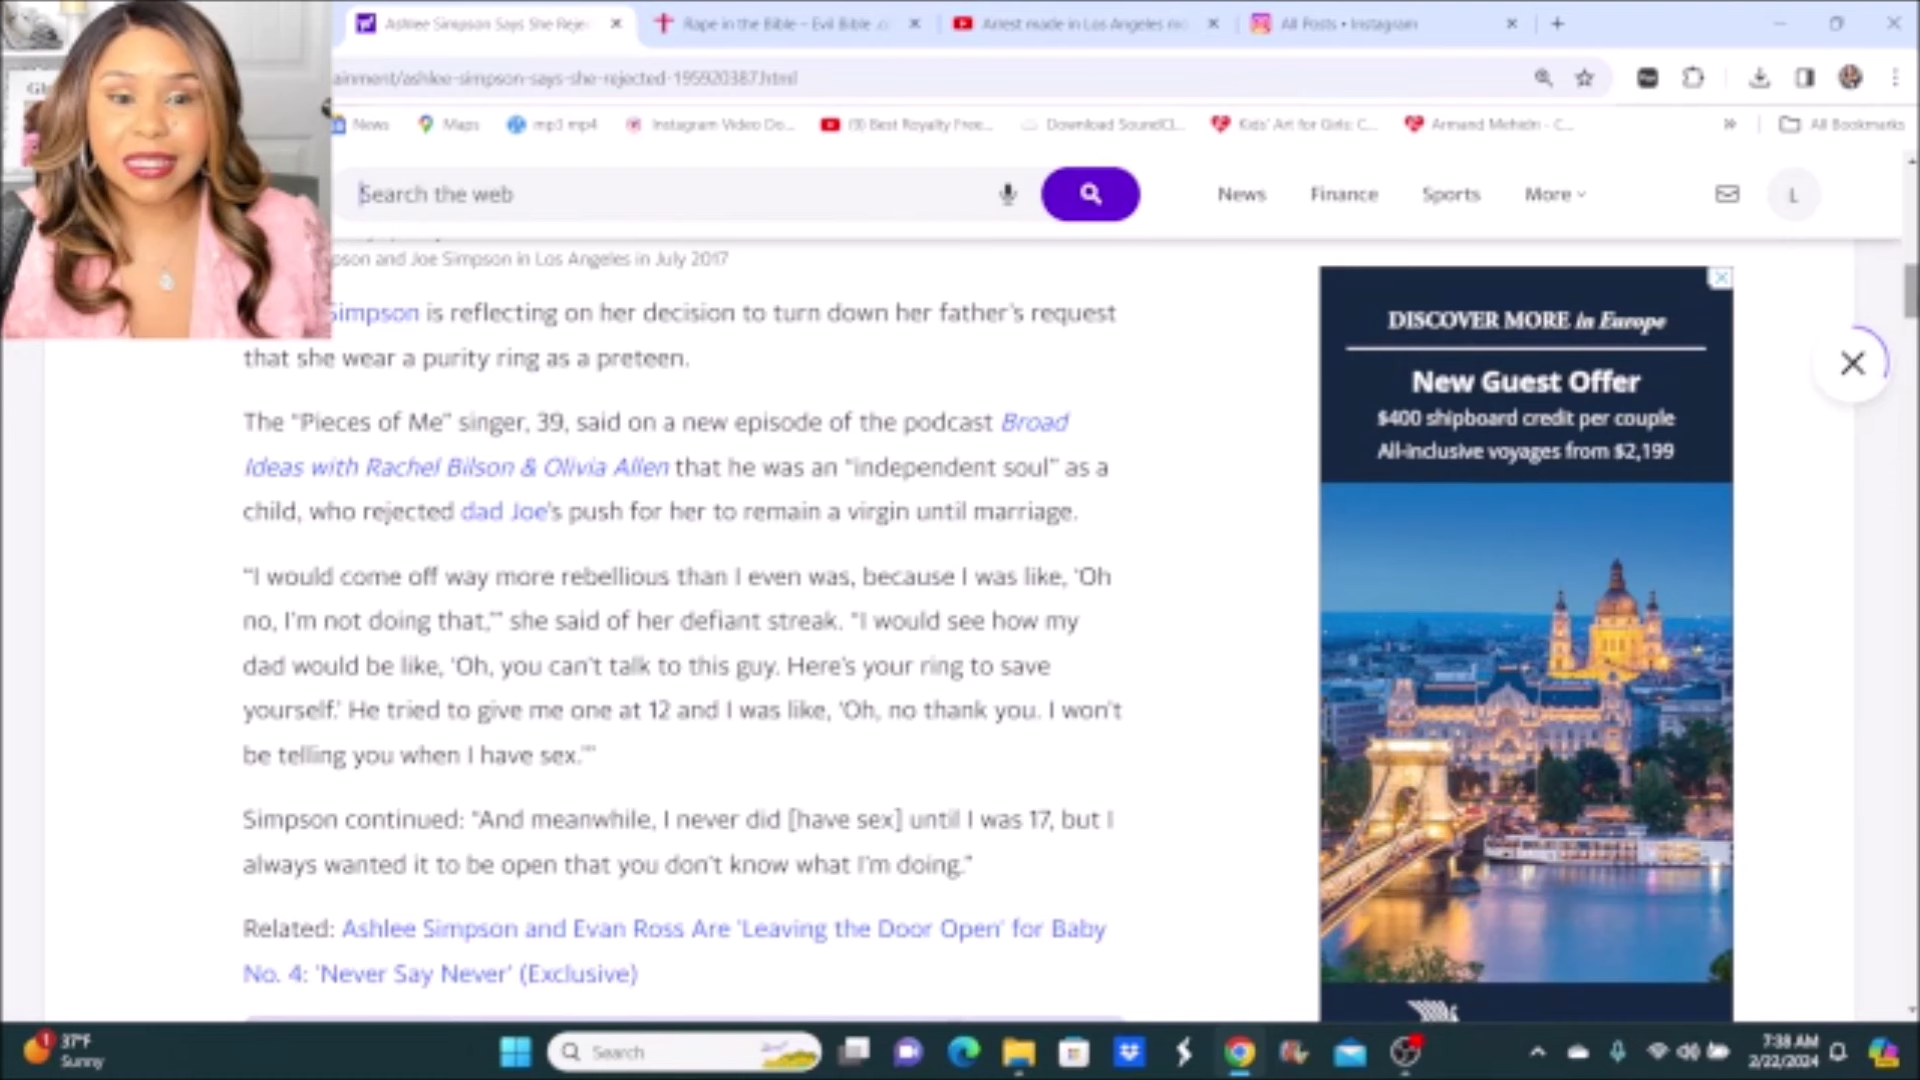 Ashlee Simpson Says She Reje
Rape in the Bible - Evil Bible .c
Arrest made in Los Angeles m
All Posts • Instagram
ainment/ashlee-simpson-says-she-rejected-195920387.html
News
Maps
mp3 mp4
Instagram Video Do...
(9) Best Royalty Free...
Download SoundCl...
Kids' Art for Girls: C...
Armand Mehidri - C...
All Bookmarks
Search the web
News
Finance
Sports
More
L
pson and Joe Simpson in Los Angeles in July 2017
Simpson is reflecting on her decision to turn down her father's request
that she wear a purity ring as a preteen.
The “Pieces of Me” singer, 39, said on a new episode of the podcast Broad
Ideas with Rachel Bilson & Olivia Allen that he was an “independent soul” as a
child, who rejected dad Joe's push for her to remain a virgin until marriage.
“I would come off way more rebellious than I even was, because I was like, ‘Oh
no, I'm not doing that,’” she said of her defiant streak. “I would see how my
dad would be like, ‘Oh, you can't talk to this guy. Here's your ring to save
yourself.’ He tried to give me one at 12 and I was like, ‘Oh, no thank you. I won't
be telling you when I have sex.’”
Simpson continued: “And meanwhile, I never did [have sex] until I was 17, but I
always wanted it to be open that you don't know what I'm doing.”
Related: Ashlee Simpson and Evan Ross Are 'Leaving the Door Open' for Baby
No. 4: 'Never Say Never' (Exclusive)
DISCOVER MORE in Europe
New Guest Offer
$400 shipboard credit per couple
All-inclusive voyages from $2,199
1
37°F
Sunny
Search
7:38 AM
2/22/2024